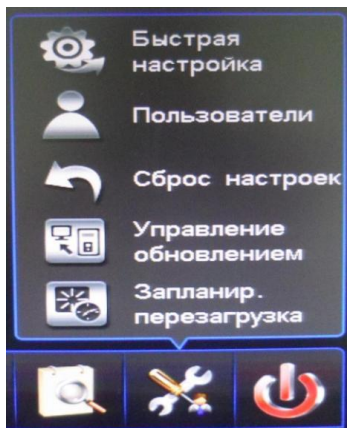 Быстрая
настройка
Пользователи
Сброс настроек
Управление
обновлением
Запланир.
перезагрузка